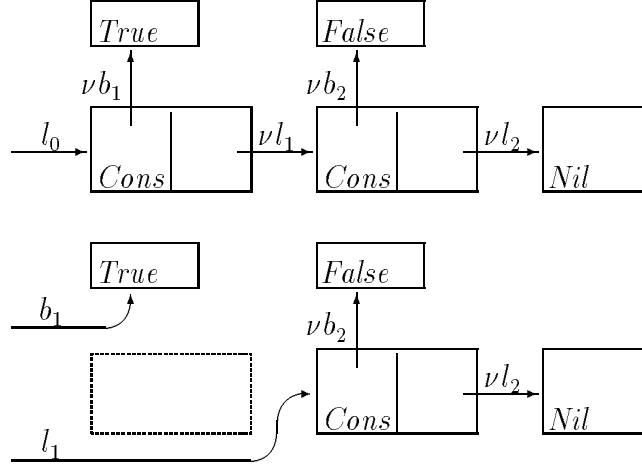 True False
νb₁ νb₂
l₀ νl₁ νl₂
Cons Cons Nil
True False
b₁ νb₂
νl₂
Cons Nil
l₁